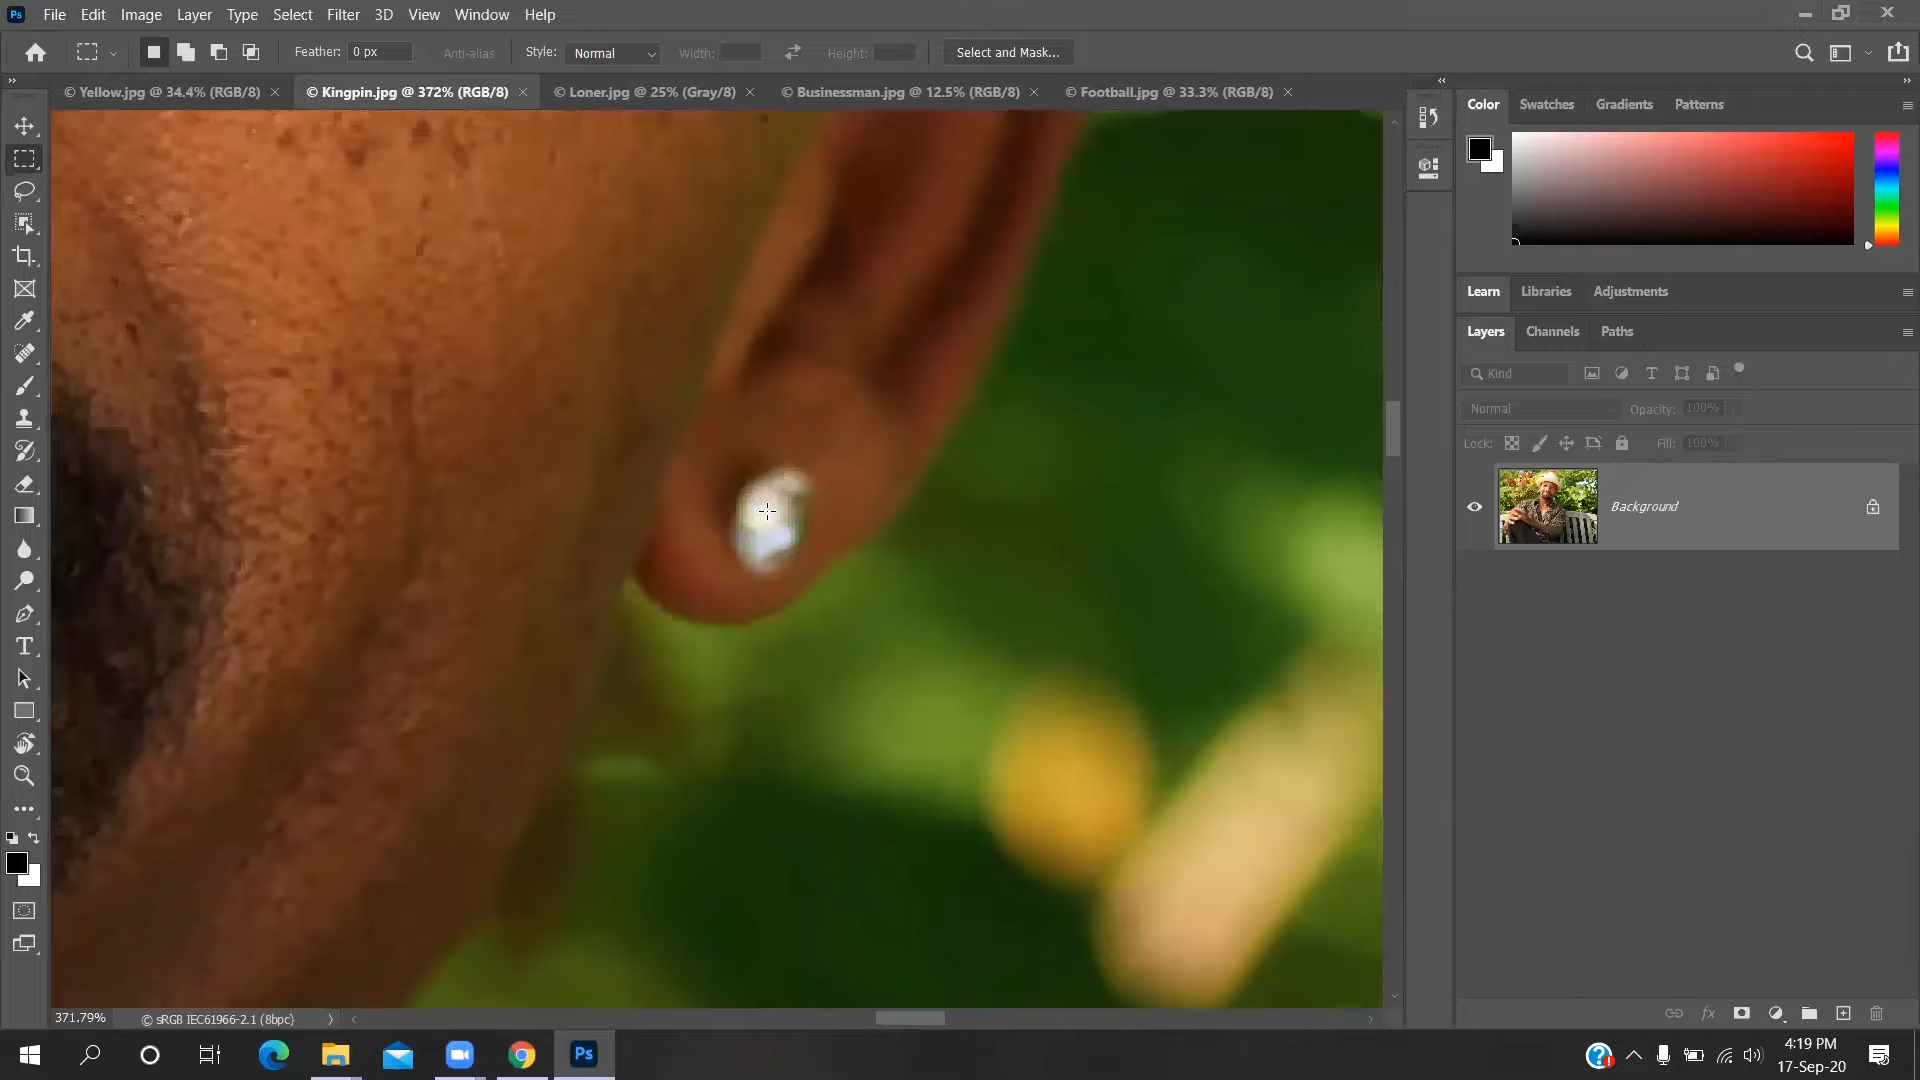 Ps File Edit Image Layer Type Select Filter 3D View Window Help
Feather: 0 px Anti-alias Style: Normal Width: Height: Select and Mask...
© Yellow.jpg @ 34.4% (RGB/8) © Kingpin.jpg @ 372% (RGB/8) © Loner.jpg @ 25% (Gray/8) © Businessman.jpg @ 12.5% (RGB/8) © Football.jpg @ 33.3% (RGB/8)
Color Swatches Gradients Patterns
Learn Libraries Adjustments
Layers Channels Paths
Kind
Normal Opacity: 100%
Lock: Fill: 100%
Background
371.79% © sRGB IEC61966-2.1 (8bpc)
fx
Ps
4:19 PM
17-Sep-20